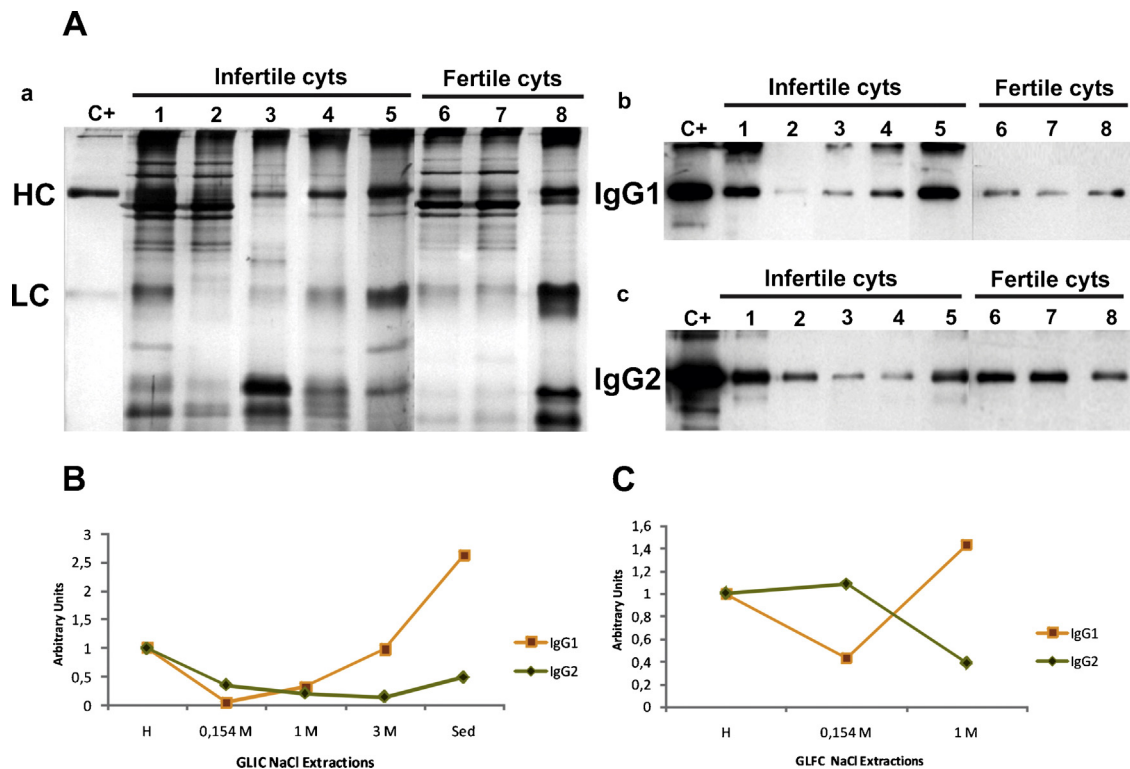 A
a
Infertile cyts
Fertile cyts
C+ 1 2 3 4 5 6 7 8
HC
LC
b
Infertile cyts
Fertile cyts
C+ 1 2 3 4 5 6 7 8
IgG1
c
Infertile cyts
Fertile cyts
C+ 1 2 3 4 5 6 7 8
IgG2
B
Arbitrary Units
3
2,5
2
1,5
1
0,5
0
H 0,154 M 1 M 3 M Sed
GLIC NaCl Extractions
IgG1
IgG2
C
Arbitrary Units
1,6
1,4
1,2
1,0
0,8
0,6
0,4
0,2
0
H 0,154 M 1 M
GLFC NaCl Extractions
IgG1
IgG2